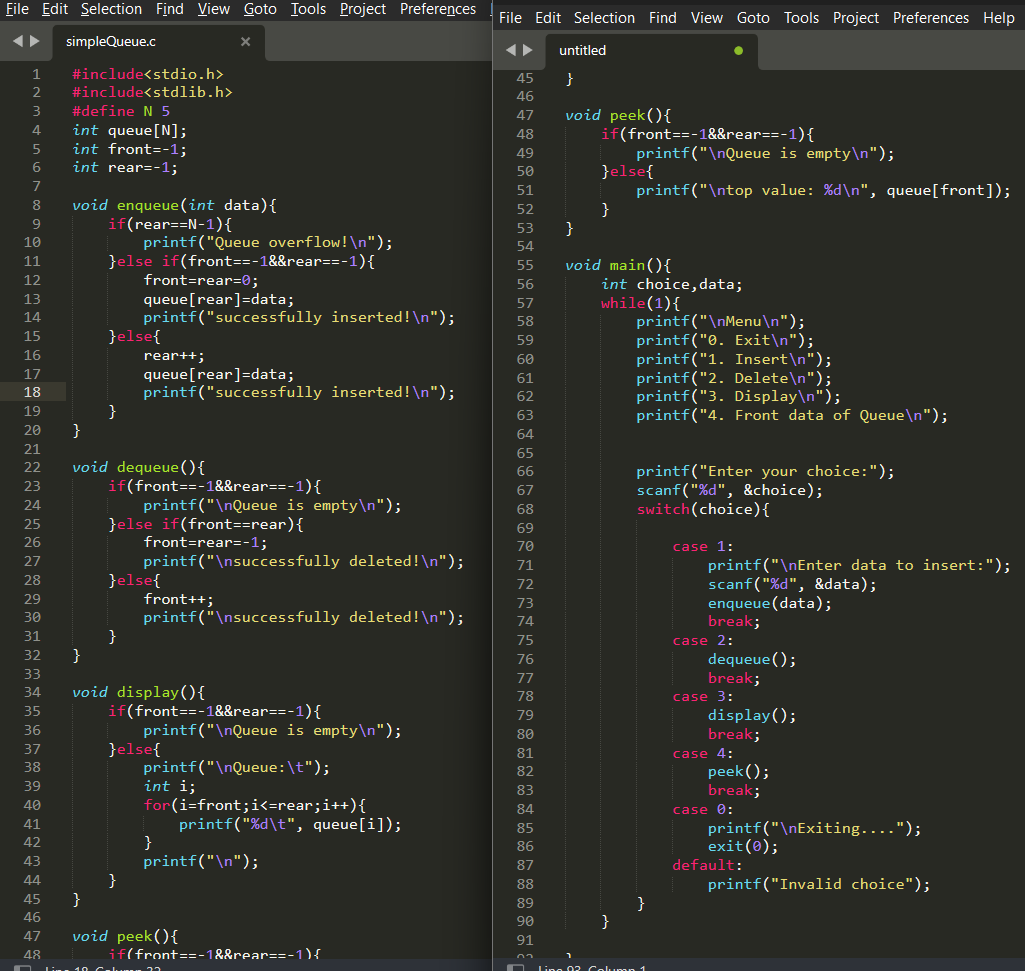 File Edit Selection Find View Goto Tools Project Preferences
simpleQueue.c ×
1 #include<stdio.h>
2 #include<stdlib.h>
3 #define N 5
4 int queue[N];
5 int front=-1;
6 int rear=-1;
7
8 void enqueue(int data){
9 if(rear==N-1){
10 printf("Queue overflow!\n");
11 }else if(front==-1&&rear==-1){
12 front=rear=0;
13 queue[rear]=data;
14 printf("successfully inserted!\n");
15 }else{
16 rear++;
17 queue[rear]=data;
18 printf("successfully inserted!\n");
19 }
20 }
21
22 void dequeue(){
23 if(front==-1&&rear==-1){
24 printf("\nQueue is empty\n");
25 }else if(front==rear){
26 front=rear=-1;
27 printf("\nsuccessfully deleted!\n");
28 }else{
29 front++;
30 printf("\nsuccessfully deleted!\n");
31 }
32 }
33
34 void display(){
35 if(front==-1&&rear==-1){
36 printf("\nQueue is empty\n");
37 }else{
38 printf("\nQueue:\t");
39 int i;
40 for(i=front;i<=rear;i++){
41 printf("%d\t", queue[i]);
42 }
43 printf("\n");
44 }
45 }
46
47 void peek(){
48 if(front==-1&&rear==-1){
Line 18, Column 32
File Edit Selection Find View Goto Tools Project Preferences Help
untitled
45 }
46
47 void peek(){
48 if(front==-1&&rear==-1){
49 printf("\nQueue is empty\n");
50 }else{
51 printf("\ntop value: %d\n", queue[front]);
52 }
53 }
54
55 void main(){
56 int choice,data;
57 while(1){
58 printf("\nMenu\n");
59 printf("0. Exit\n");
60 printf("1. Insert\n");
61 printf("2. Delete\n");
62 printf("3. Display\n");
63 printf("4. Front data of Queue\n");
64
65
66 printf("Enter your choice:");
67 scanf("%d", &choice);
68 switch(choice){
69
70 case 1:
71 printf("\nEnter data to insert:");
72 scanf("%d", &data);
73 enqueue(data);
74 break;
75 case 2:
76 dequeue();
77 break;
78 case 3:
79 display();
80 break;
81 case 4:
82 peek();
83 break;
84 case 0:
85 printf("\nExiting....");
86 exit(0);
87 default:
88 printf("Invalid choice");
89 }
90 }
91
92 }
Line 93, Column 1